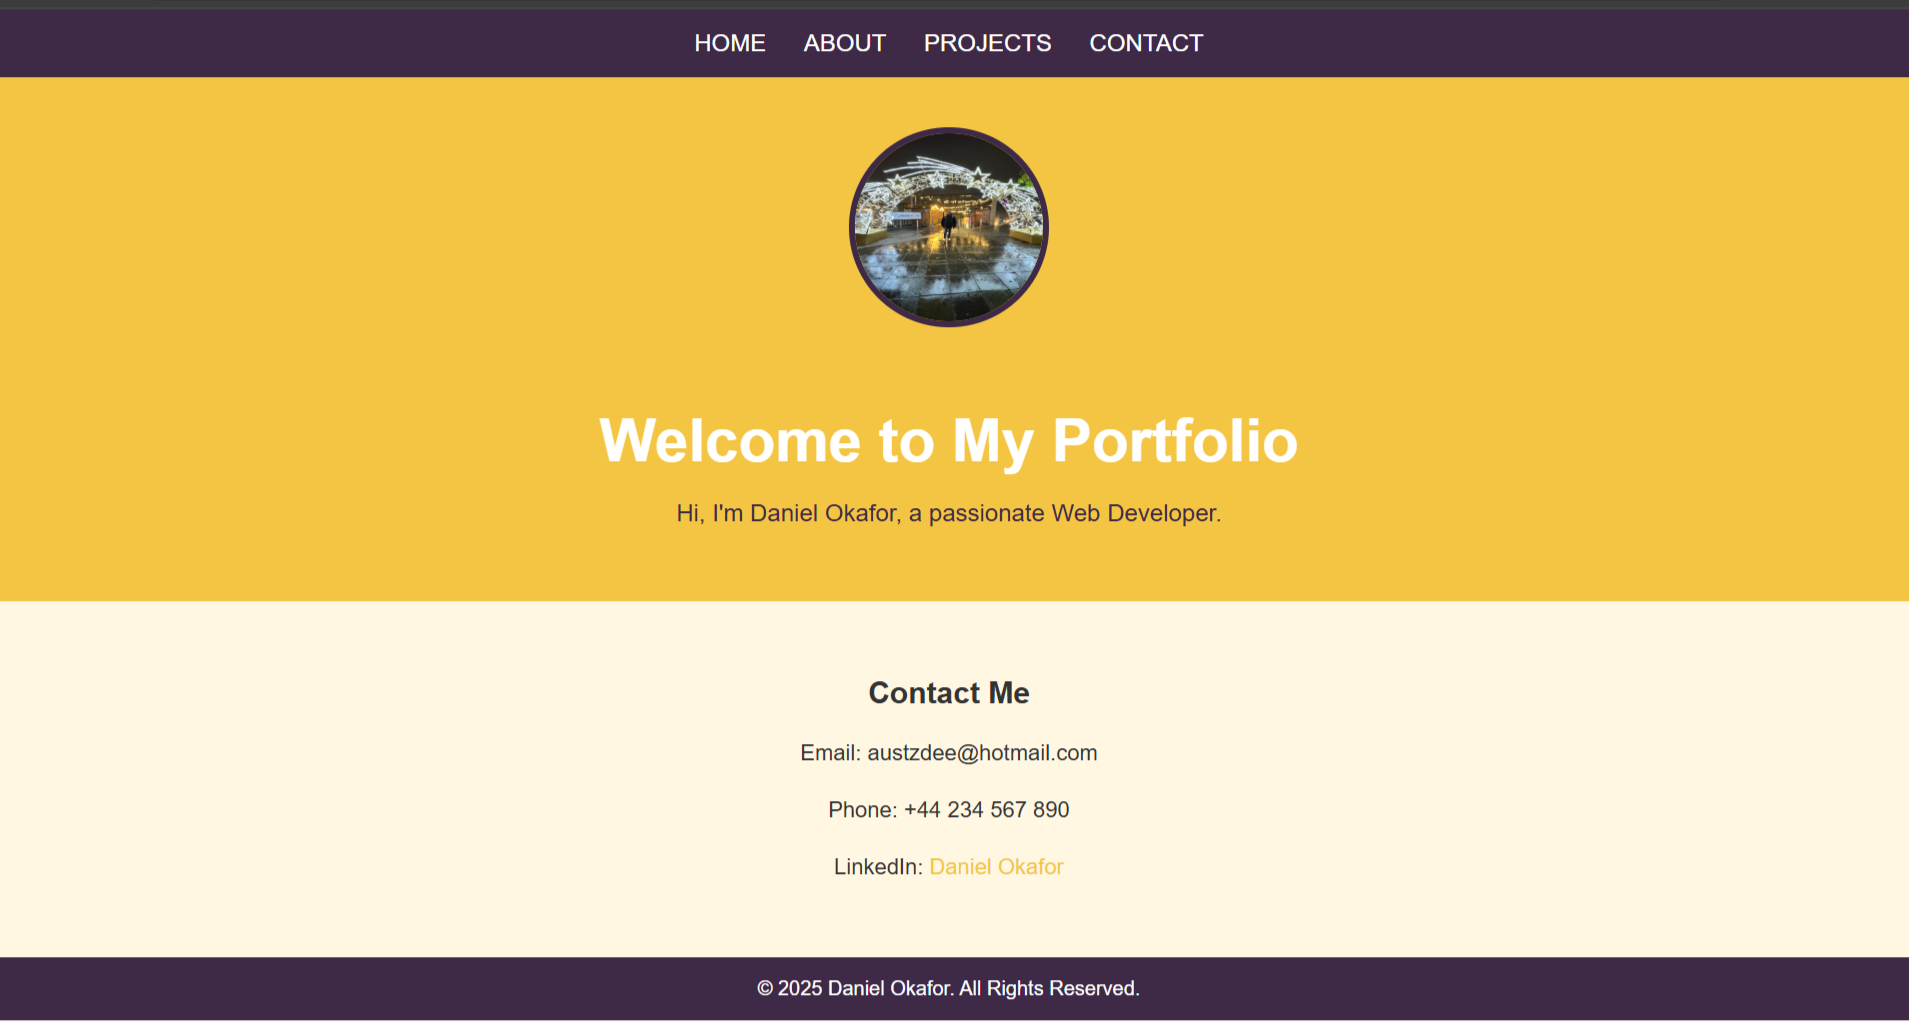 HOME ABOUT PROJECTS CONTACT
Welcome to My Portfolio
Hi, I'm Daniel Okafor, a passionate Web Developer.
Contact Me
Email: austzdee@hotmail.com
Phone: +44 234 567 890
LinkedIn: Daniel Okafor
© 2025 Daniel Okafor. All Rights Reserved.